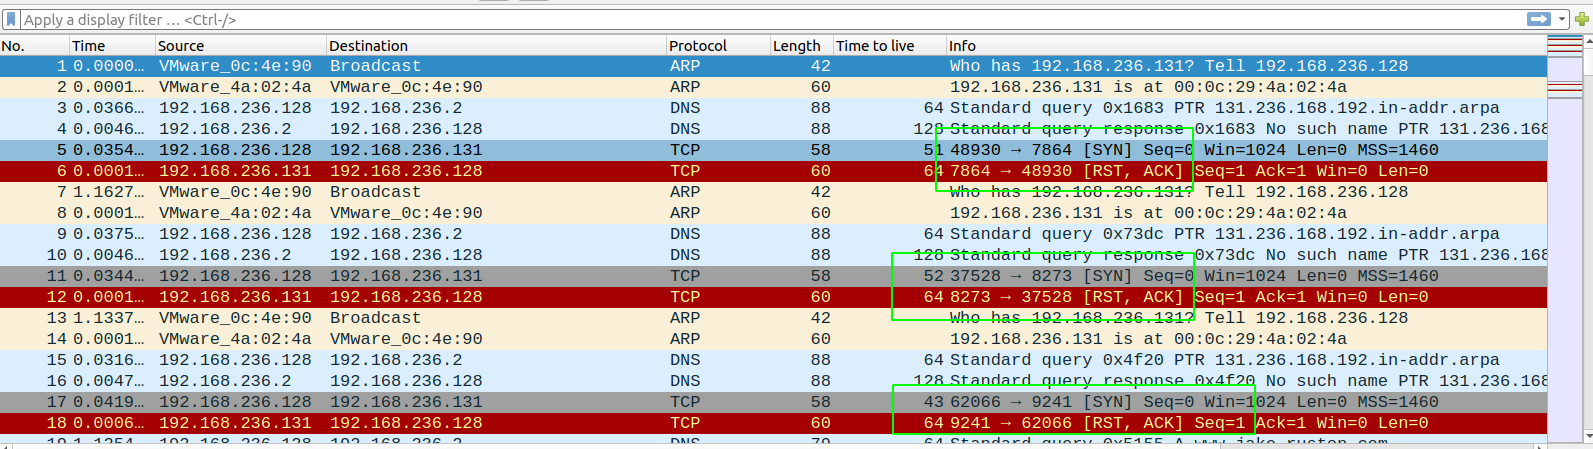 Apply a display filter … <Ctrl-/>
No. Time Source Destination Protocol Length Time to live Info
1 0.0000… VMware_0c:4e:90 Broadcast ARP 42 Who has 192.168.236.131? Tell 192.168.236.128
2 0.0001… VMware_4a:02:4a VMware_0c:4e:90 ARP 60 192.168.236.131 is at 00:0c:29:4a:02:4a
3 0.0366… 192.168.236.128 192.168.236.2 DNS 88 64 Standard query 0x1683 PTR 131.236.168.192.in-addr.arpa
4 0.0046… 192.168.236.2 192.168.236.128 DNS 88 128 Standard query response 0x1683 No such name PTR 131.236.168
5 0.0354… 192.168.236.128 192.168.236.131 TCP 58 51 48930 → 7864 [SYN] Seq=0 Win=1024 Len=0 MSS=1460
6 0.0001… 192.168.236.131 192.168.236.128 TCP 60 64 7864 → 48930 [RST, ACK] Seq=1 Ack=1 Win=0 Len=0
7 1.1627… VMware_0c:4e:90 Broadcast ARP 42 Who has 192.168.236.131? Tell 192.168.236.128
8 0.0001… VMware_4a:02:4a VMware_0c:4e:90 ARP 60 192.168.236.131 is at 00:0c:29:4a:02:4a
9 0.0375… 192.168.236.128 192.168.236.2 DNS 88 64 Standard query 0x73dc PTR 131.236.168.192.in-addr.arpa
10 0.0046… 192.168.236.2 192.168.236.128 DNS 88 128 Standard query response 0x73dc No such name PTR 131.236.168
11 0.0344… 192.168.236.128 192.168.236.131 TCP 58 52 37528 → 8273 [SYN] Seq=0 Win=1024 Len=0 MSS=1460
12 0.0001… 192.168.236.131 192.168.236.128 TCP 60 64 8273 → 37528 [RST, ACK] Seq=1 Ack=1 Win=0 Len=0
13 1.1337… VMware_0c:4e:90 Broadcast ARP 42 Who has 192.168.236.131? Tell 192.168.236.128
14 0.0001… VMware_4a:02:4a VMware_0c:4e:90 ARP 60 192.168.236.131 is at 00:0c:29:4a:02:4a
15 0.0316… 192.168.236.128 192.168.236.2 DNS 88 64 Standard query 0x4f20 PTR 131.236.168.192.in-addr.arpa
16 0.0047… 192.168.236.2 192.168.236.128 DNS 88 128 Standard query response 0x4f20 No such name PTR 131.236.168
17 0.0419… 192.168.236.128 192.168.236.131 TCP 58 43 62066 → 9241 [SYN] Seq=0 Win=1024 Len=0 MSS=1460
18 0.0006… 192.168.236.131 192.168.236.128 TCP 60 64 9241 → 62066 [RST, ACK] Seq=1 Ack=1 Win=0 Len=0